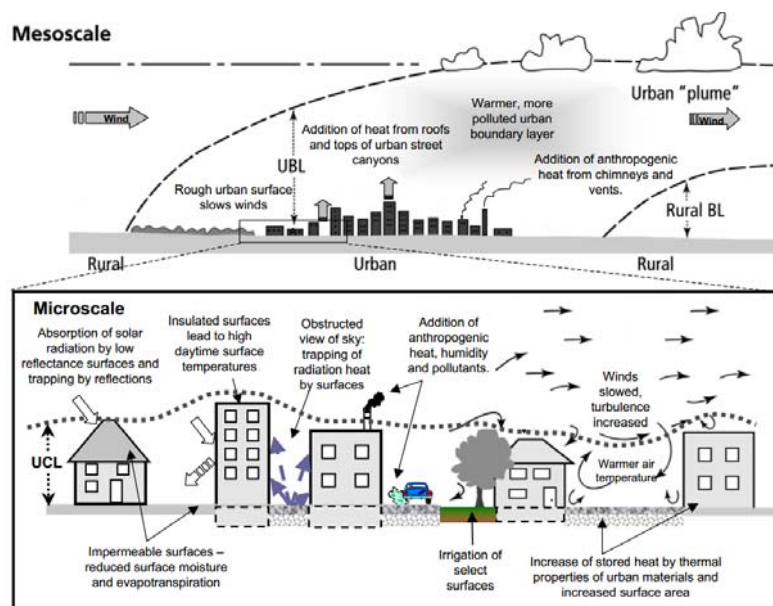 Mesoscale
Wind
UBL
Addition of heat from roofs
and tops of urban street
canyons
Warmer, more
polluted urban
boundary layer
Urban "plume"
Wind
Rough urban surface
slows winds
Addition of anthropogenic
heat from chimneys and
vents.
Rural BL
Rural
Urban
Rural
Microscale
Absorption of solar
radiation by low
reflectance surfaces and
trapping by reflections
Insulated surfaces
lead to high
daytime surface
temperatures
Obstructed
view of sky:
trapping of
radiation heat
by surfaces
Addition of
anthropogenic
heat, humidity
and pollutants.
Winds
slowed,
turbulence
increased
UCL
Warmer air
temperature
Impermeable surfaces –
reduced surface moisture
and evapotranspiration
Irrigation of
select
surfaces
Increase of stored heat by thermal
properties of urban materials and
increased surface area